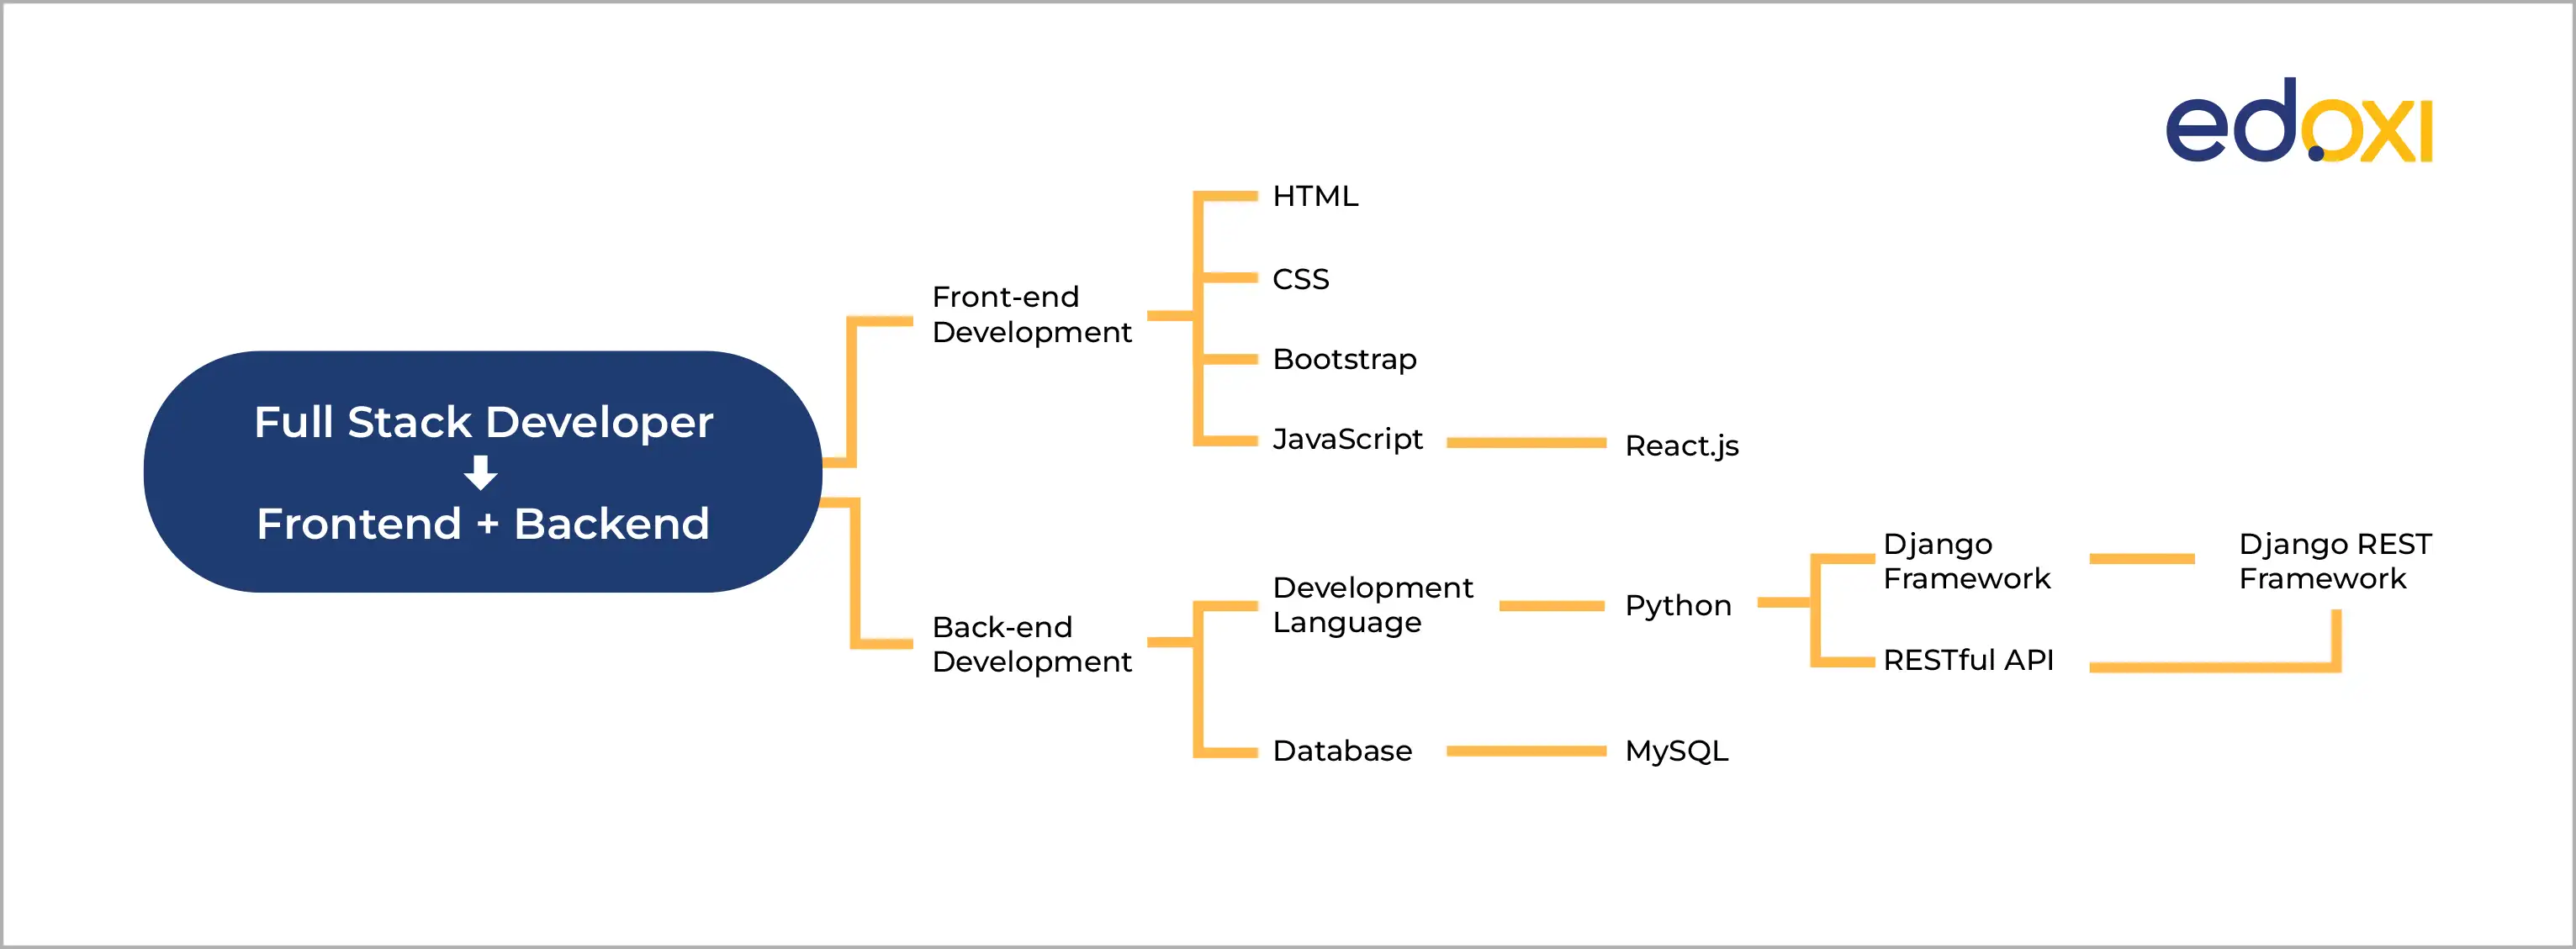 edoxi
Full Stack Developer
Frontend + Backend
Front-end
Development
HTML
CSS
Bootstrap
JavaScript
React.js
Back-end
Development
Development
Language
Python
Django
Framework
Django REST
Framework
RESTful API
Database
MySQL